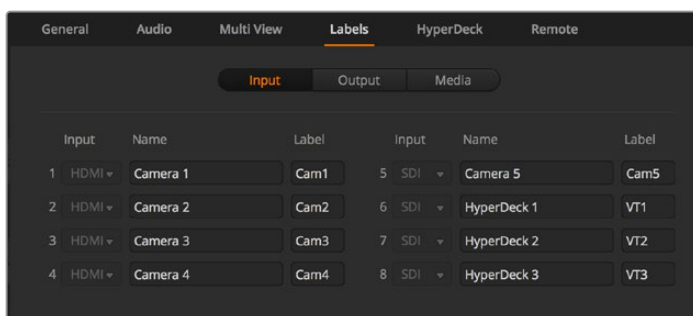 General Audio Multi View Labels HyperDeck Remote
Input Output Media
Input Name Label Input Name Label
1 HDMI Camera 1 Cam1 5 SDI Camera 5 Cam5
2 HDMI Camera 2 Cam2 6 SDI HyperDeck 1 VT1
3 HDMI Camera 3 Cam3 7 SDI HyperDeck 2 VT2
4 HDMI Camera 4 Cam4 8 SDI HyperDeck 3 VT3